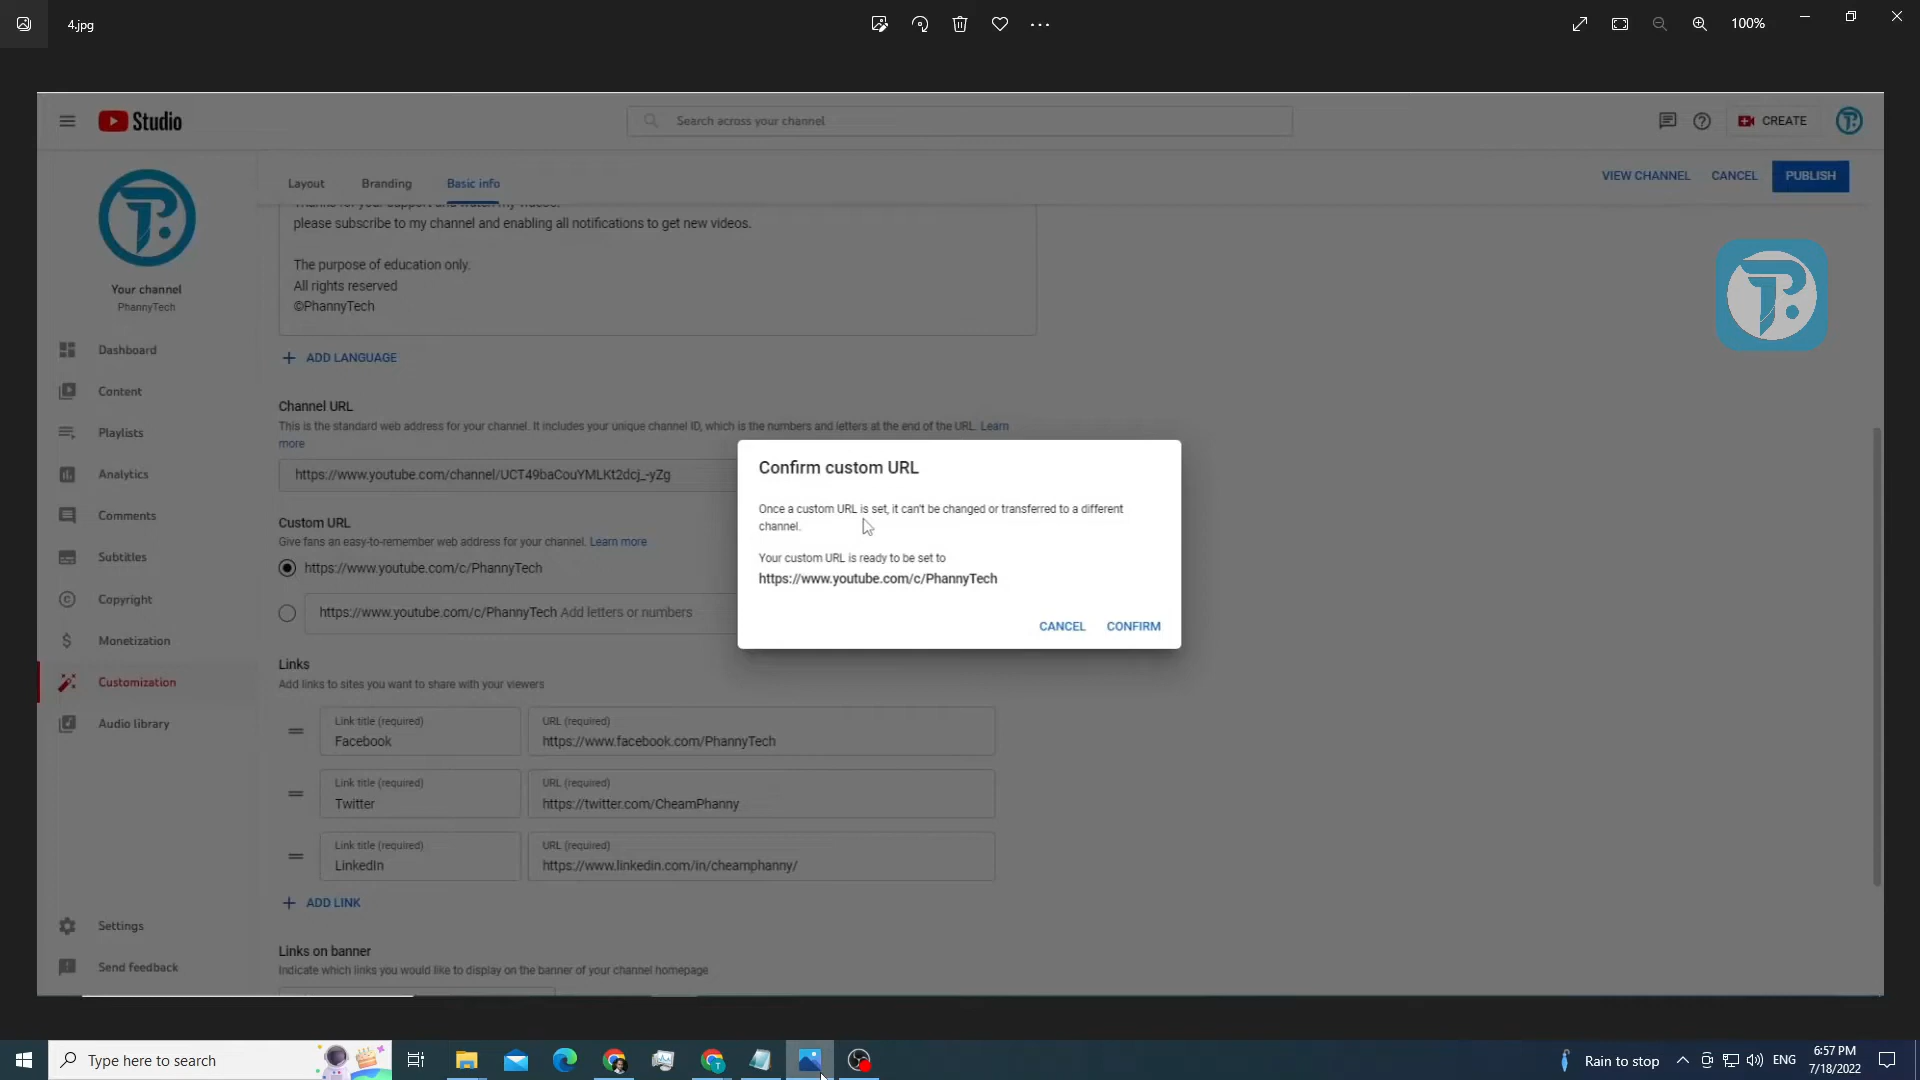 4.jpg
100%
Studio
Search across your channel
CREATE
Layout
Branding
Basic info
VIEW CHANNEL
CANCEL
PUBLISH
please subscribe to my channel and enabling all notifications to get new videos.
The purpose of education only.
All rights reserved
©PhannyTech
Your channel
PhannyTech
Dashboard
Content
Playlists
Analytics
Comments
Subtitles
Copyright
Monetization
Customization
Audio library
Settings
Send feedback
ADD LANGUAGE
Channel URL
This is the standard web address for your channel. It includes your unique channel ID, which is the numbers and letters at the end of the URL. Learn
more
https://www.youtube.com/channel/UCT49baCouYMLKt2dcj_-yZg
Custom URL
Give fans an easy-to-remember web address for your channel. Learn more
https://www.youtube.com/c/PhannyTech
https://www.youtube.com/c/PhannyTech Add letters or numbers
Confirm custom URL
Once a custom URL is set, it can't be changed or transferred to a different
channel.
Your custom URL is ready to be set to
https://www.youtube.com/c/PhannyTech
CANCEL
CONFIRM
Links
Add links to sites you want to share with your viewers
Link title (required)
Facebook
URL (required)
https://www.facebook.com/PhannyTech
Link title (required)
Twitter
URL (required)
https://twitter.com/CheamPhanny
Link title (required)
LinkedIn
URL (required)
https://www.linkedin.com/in/cheamphanny/
ADD LINK
Links on banner
Indicate which links you would like to display on the banner of your channel homepage
Type here to search
Rain to stop
ENG
6:57 PM
7/18/2022